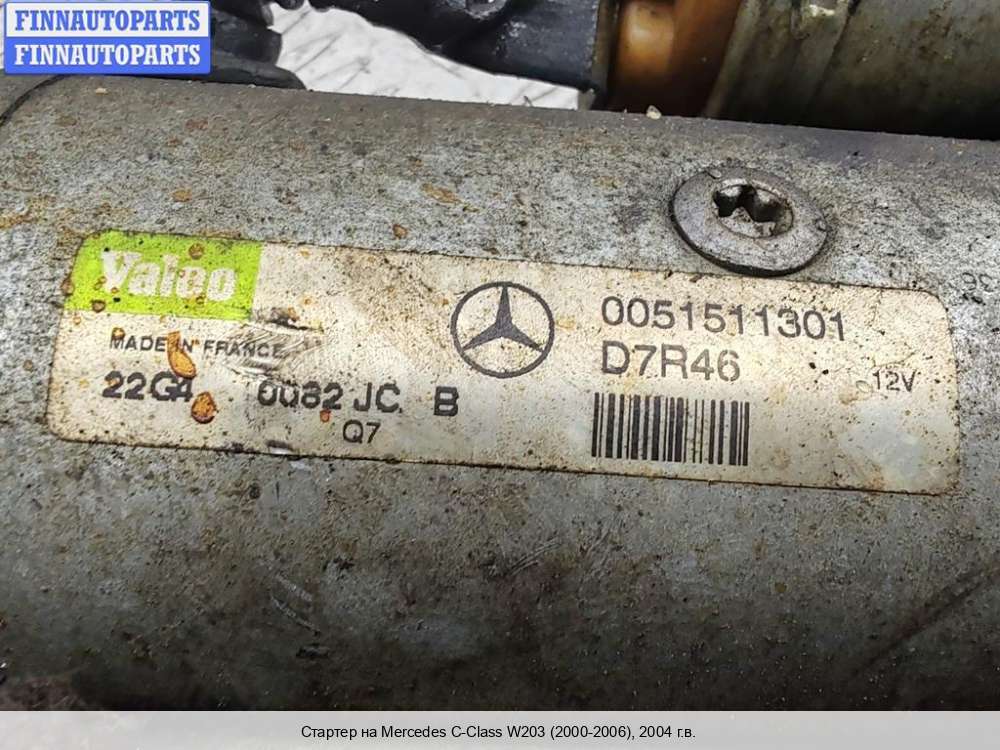 FINNAUTOPARTS
FINNAUTOPARTS
Valeo
MADE IN FRANCE
0051511301
D7R46
12V
22G4 0082 JC B
Q7
Стартер на Mercedes C-Class W203 (2000-2006), 2004 г.в.